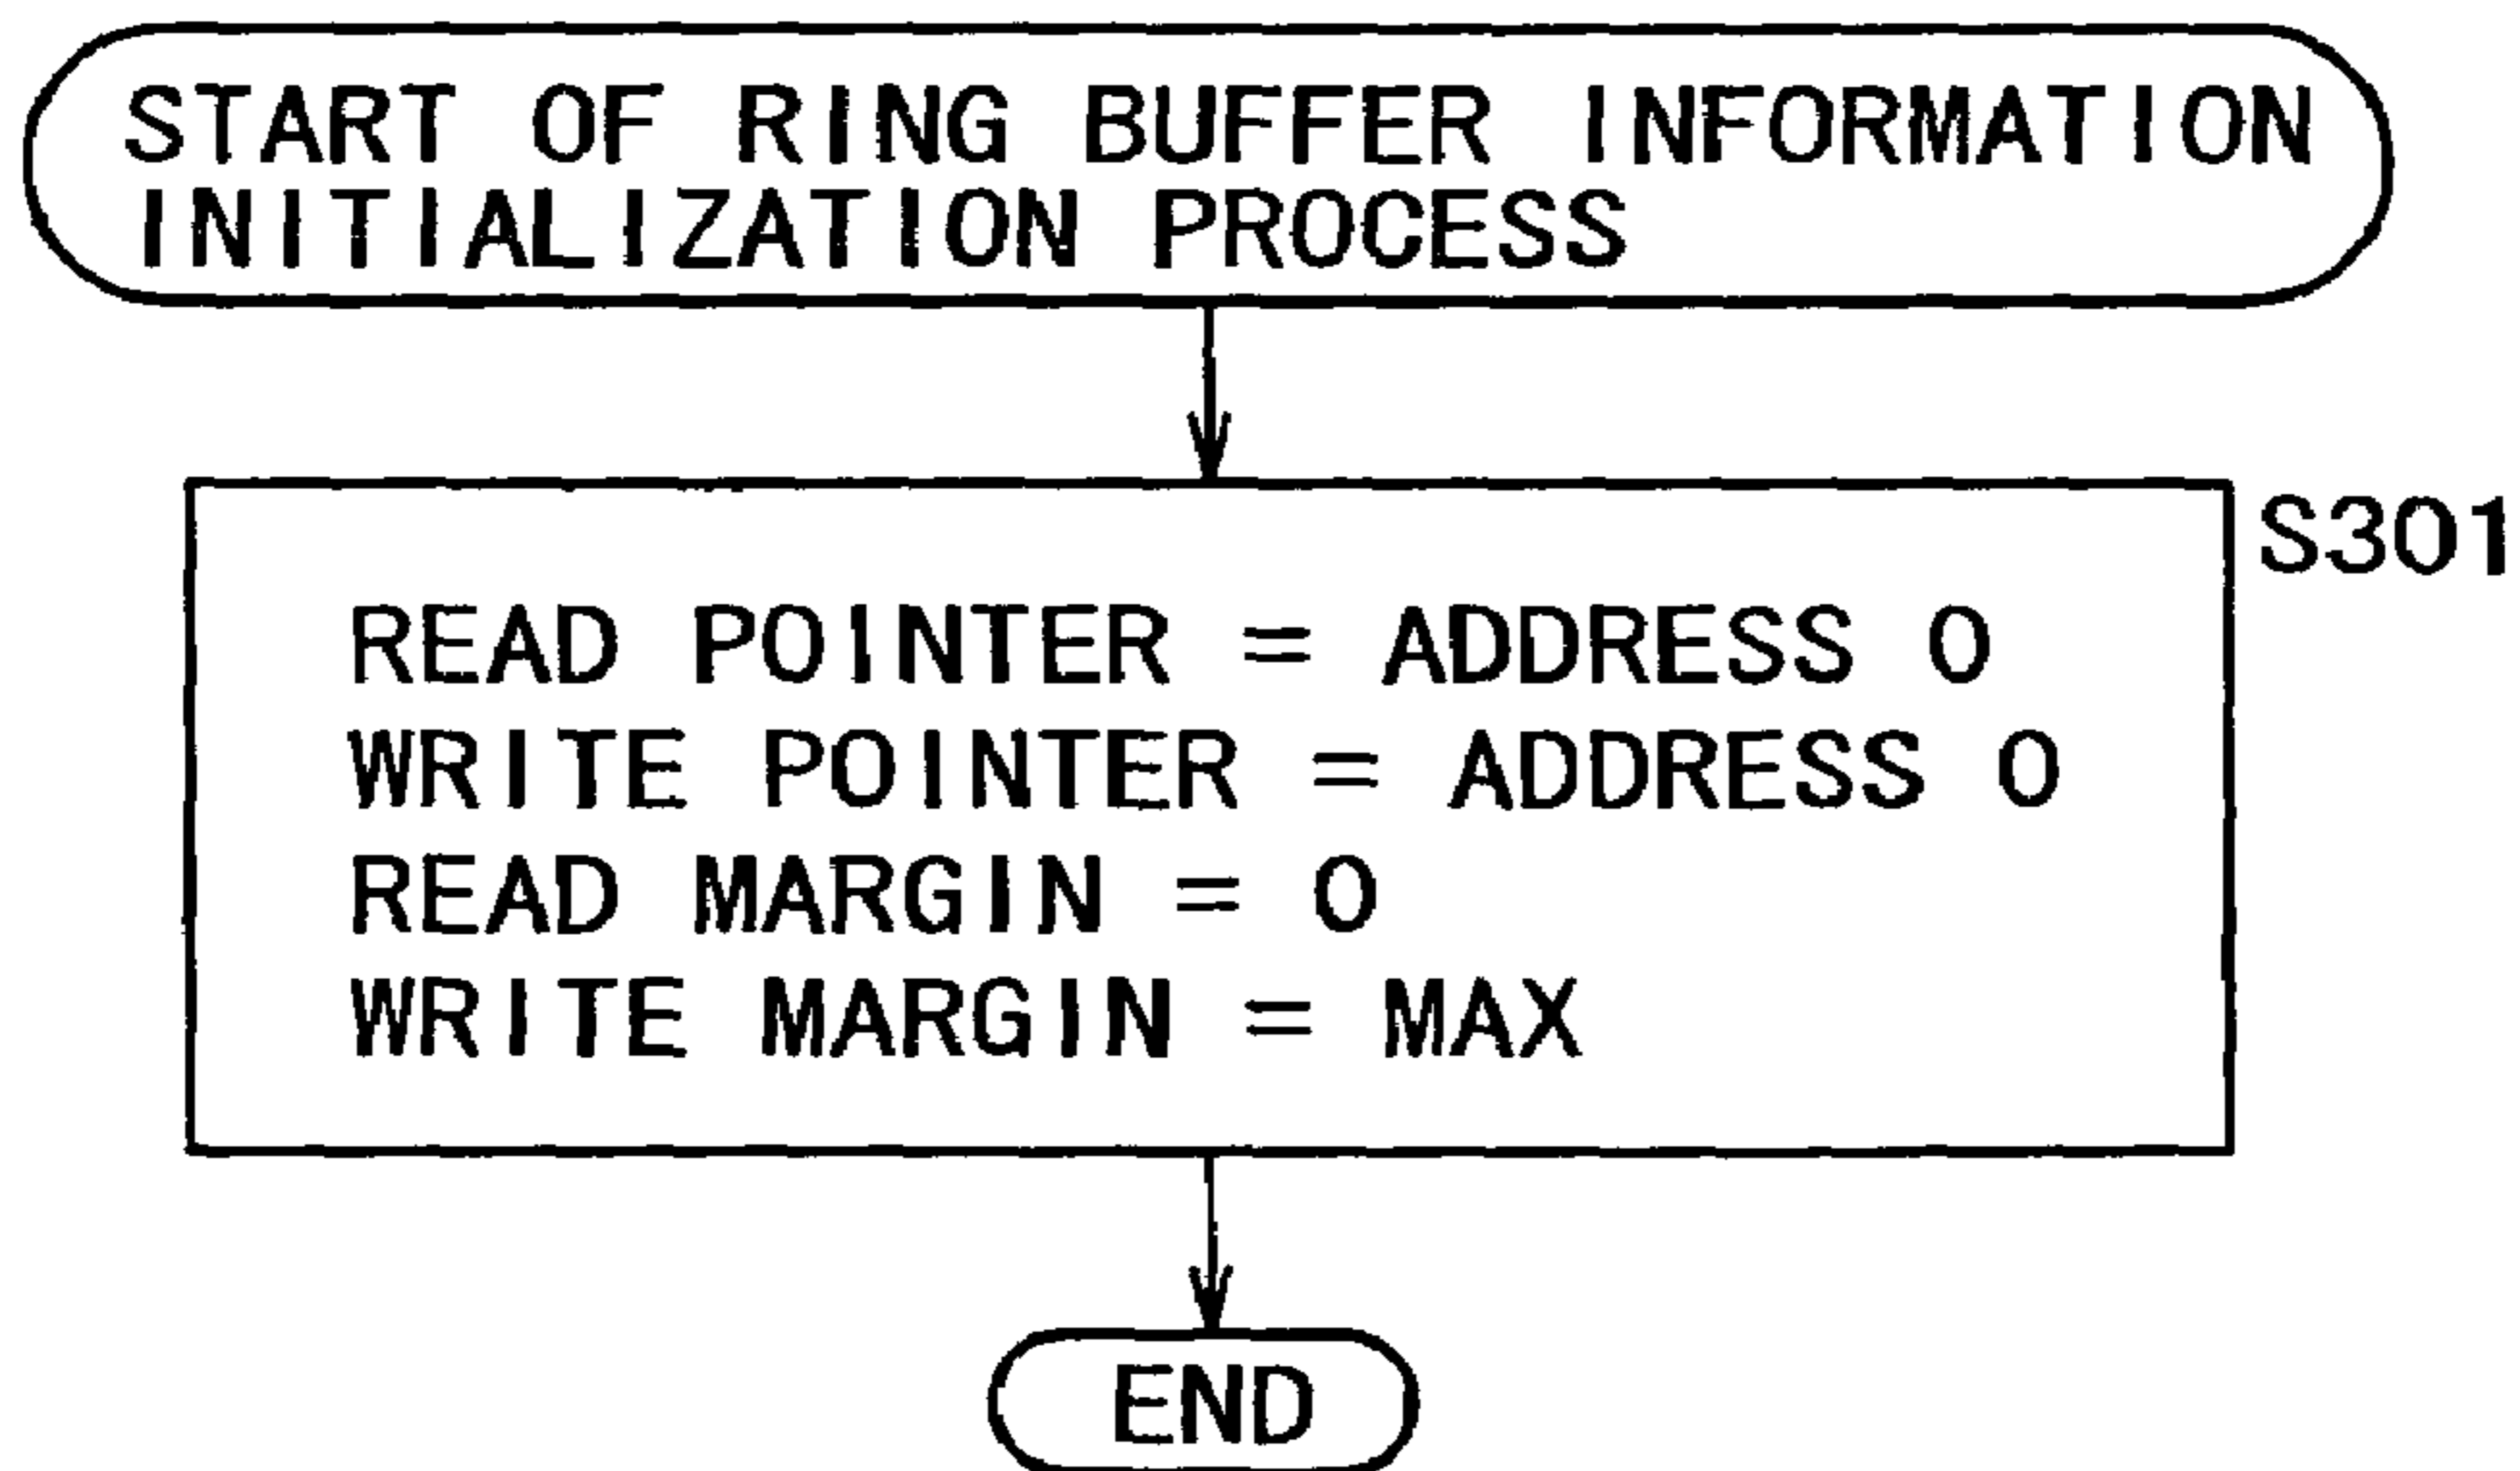 START OF RING BUFFER INFORMATION
INITIALIZATION PROCESS
S301
READ POINTER = ADDRESS 0
WRITE POINTER = ADDRESS 0
READ MARGIN = 0
WRITE MARGIN = MAX
END